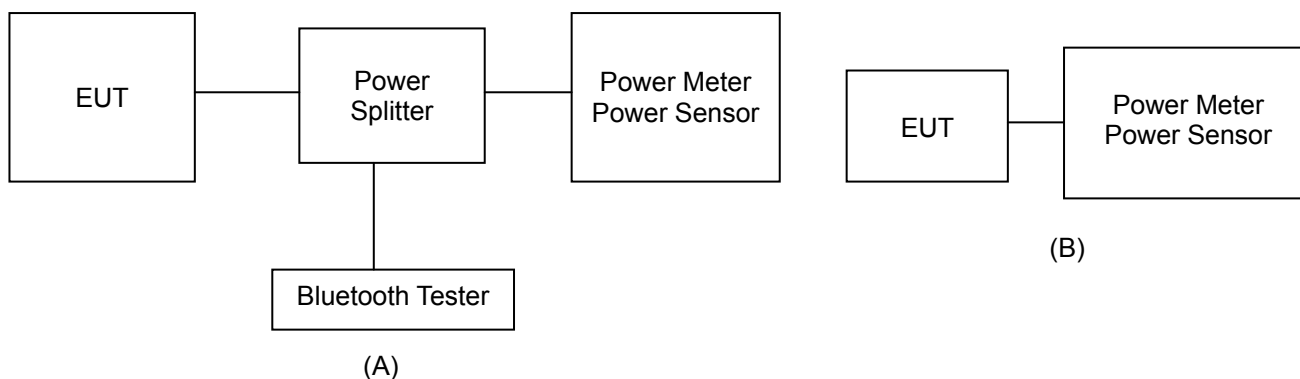 EUT
Power
Splitter
Power Meter
Power Sensor
Bluetooth Tester
(A)
EUT
Power Meter
Power Sensor
(B)